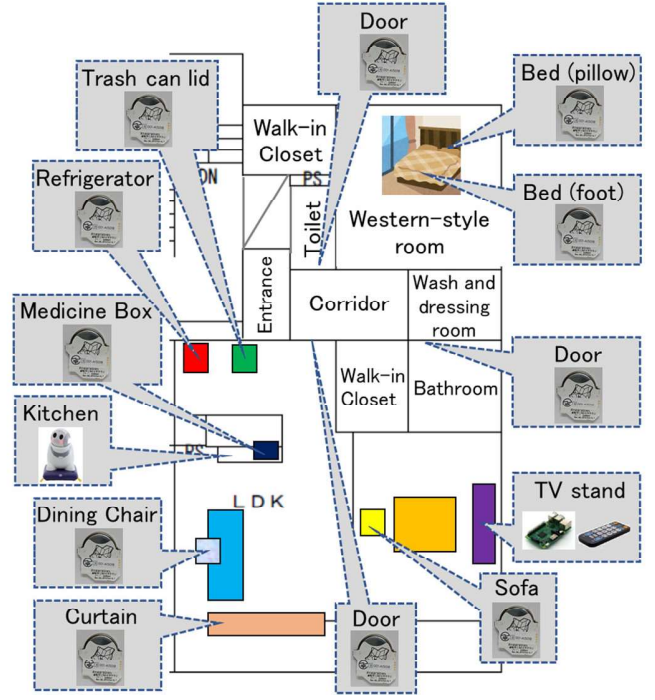 Door
Trash can lid
Bed (pillow)
Walk-in
Closet
Refrigerator
ON
PS
Bed (foot)
Toilet
Western-style
room
Entrance
Corridor
Wash and
dressing
room
Medicine Box
Walk-in
Closet
Bathroom
Door
Kitchen
PS
TV stand
LDK
Dining Chair
Sofa
Curtain
Door